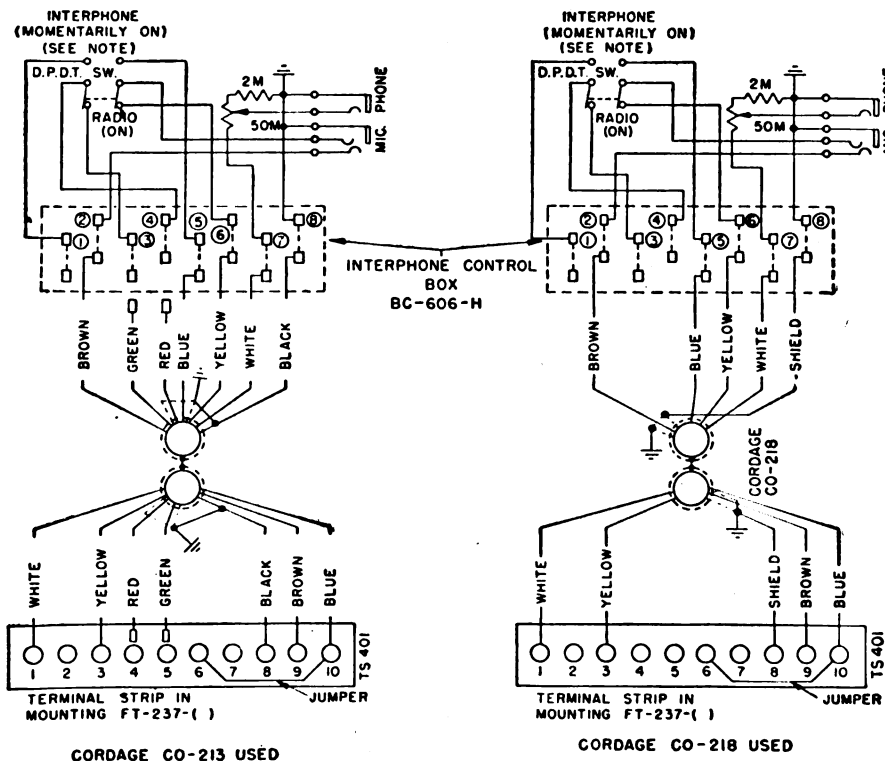 INTERPHONE
(MOMENTARILY ON)
(SEE NOTE)
D.P.D.T. SW.
2M
50M
RADIO
(ON)
PHONE
MIC.
1
2
3
4
5
6
7
8
BROWN
GREEN
RED
BLUE
YELLOW
WHITE
BLACK
WHITE
YELLOW
RED
GREEN
BLACK
BROWN
BLUE
1 2 3 4 5 6 7 8 9 10
TS 401
JUMPER
TERMINAL STRIP IN
MOUNTING FT-237-( )
CORDAGE CO-213 USED
INTERPHONE CONTROL
BOX
BC-606-H
INTERPHONE
(MOMENTARILY ON)
(SEE NOTE)
D.P.D.T. SW.
2M
50M
RADIO
(ON)
1
2
3
4
5
6
7
8
BROWN
BLUE
YELLOW
WHITE
SHIELD
CORDAGE
CO-218
WHITE
YELLOW
SHIELD
BROWN
BLUE
1 2 3 4 5 6 7 8 9 10
TS 401
JUMPER
TERMINAL STRIP IN
MOUNTING FT-237-( )
CORDAGE CO-218 USED